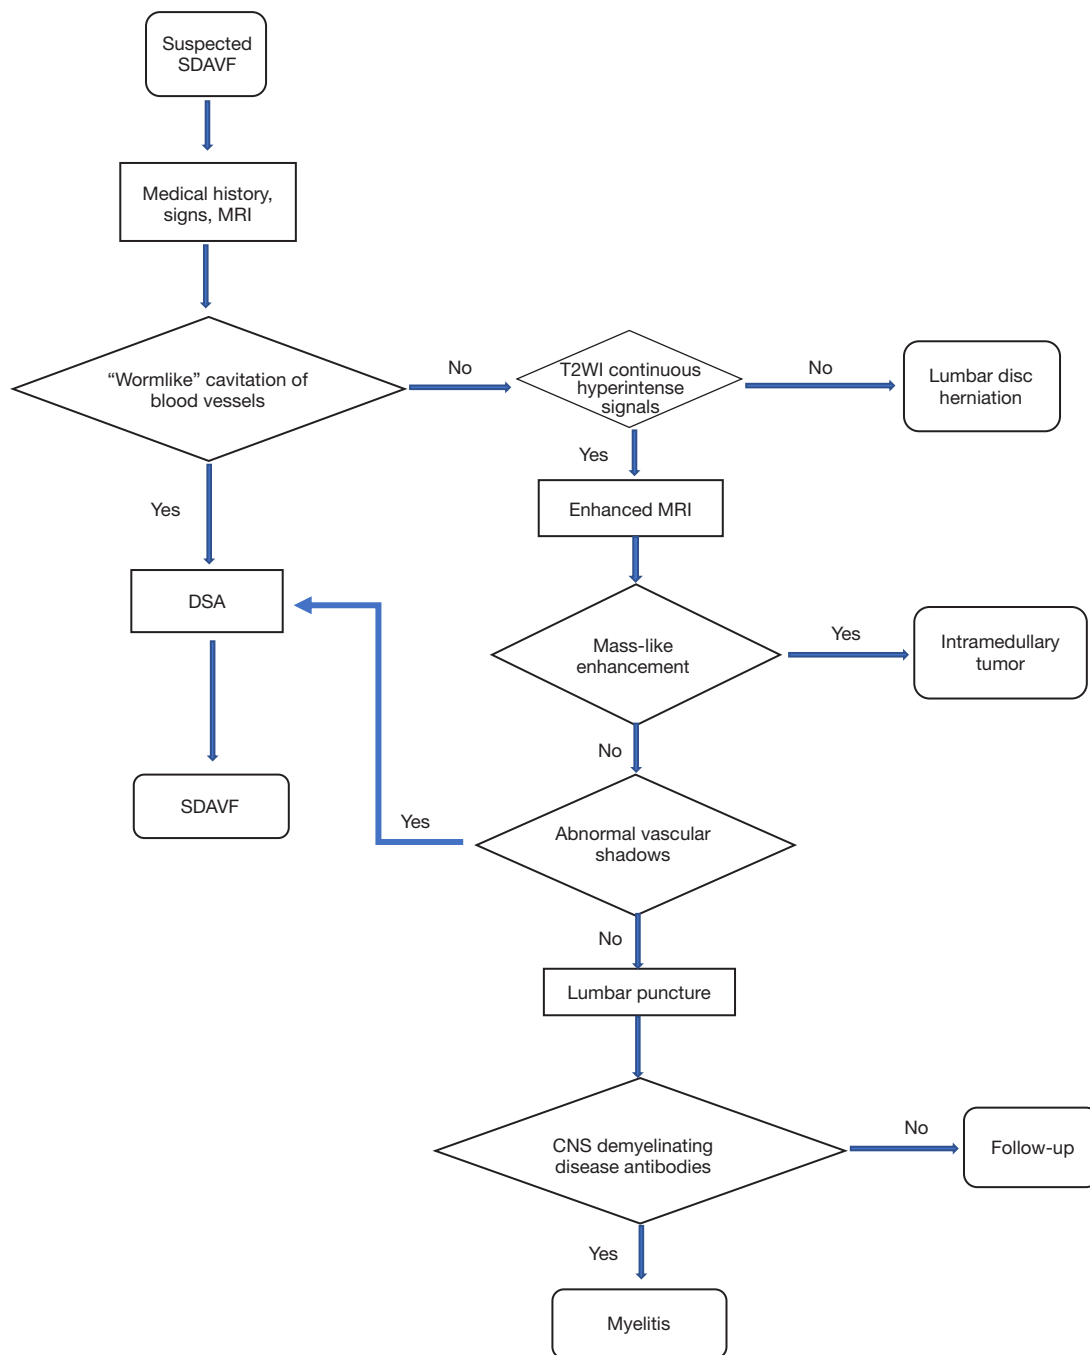 Suspected
SDAVF
Medical history,
signs, MRI
“Wormlike” cavitation of
blood vessels
No
T2WI continuous
hyperintense
signals
No
Lumbar disc
herniation
Yes
Yes
Enhanced MRI
DSA
Mass-like
enhancement
Yes
Intramedullary
tumor
No
SDAVF
Yes
Abnormal vascular
shadows
No
Lumbar puncture
CNS demyelinating
disease antibodies
No
Follow-up
Yes
Myelitis